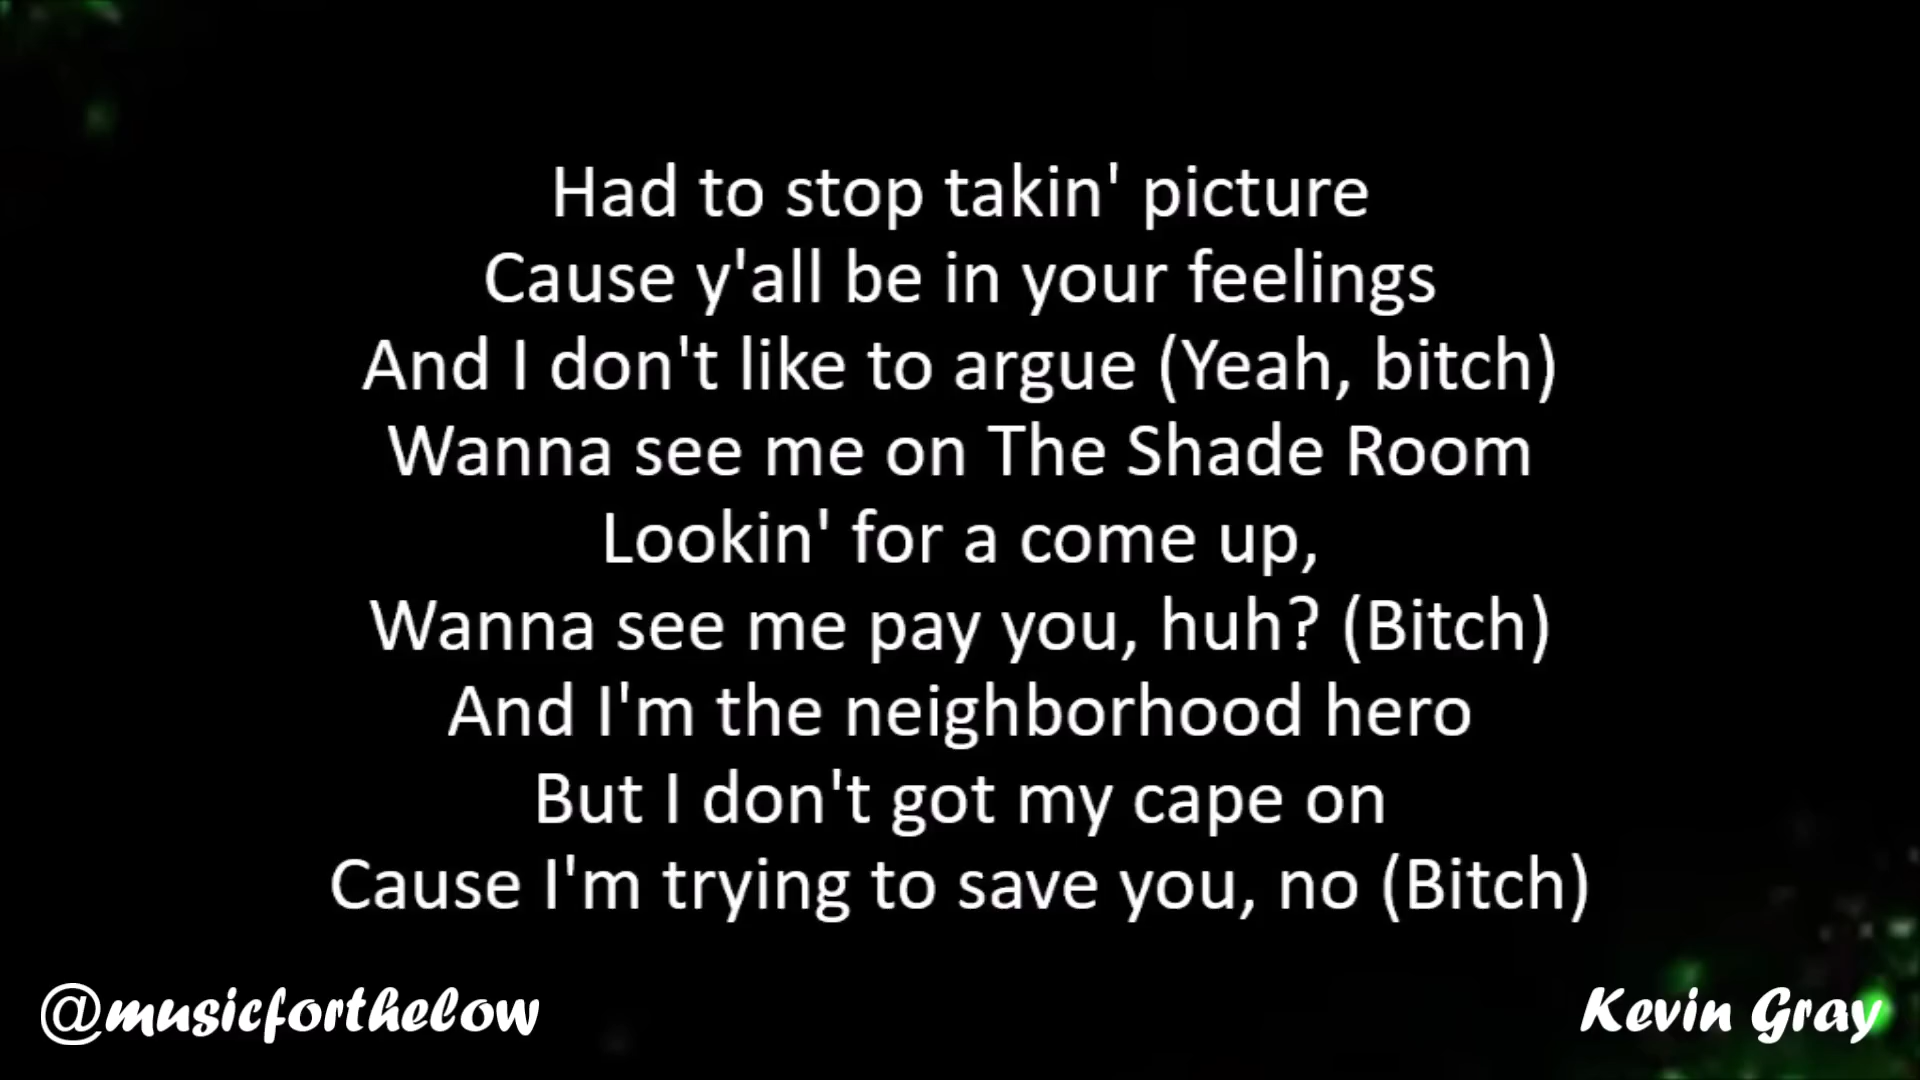 Had to stop takin' picture
Cause y'all be in your feelings
And I don't like to argue (Yeah, bitch)
Wanna see me on The Shade Room
Lookin' for a come up,
Wanna see me pay you, huh? (Bitch)
And I'm the neighborhood hero
But I don't got my cape on
Cause I'm trying to save you, no (Bitch)
@musicforthelow
Kevin Gray